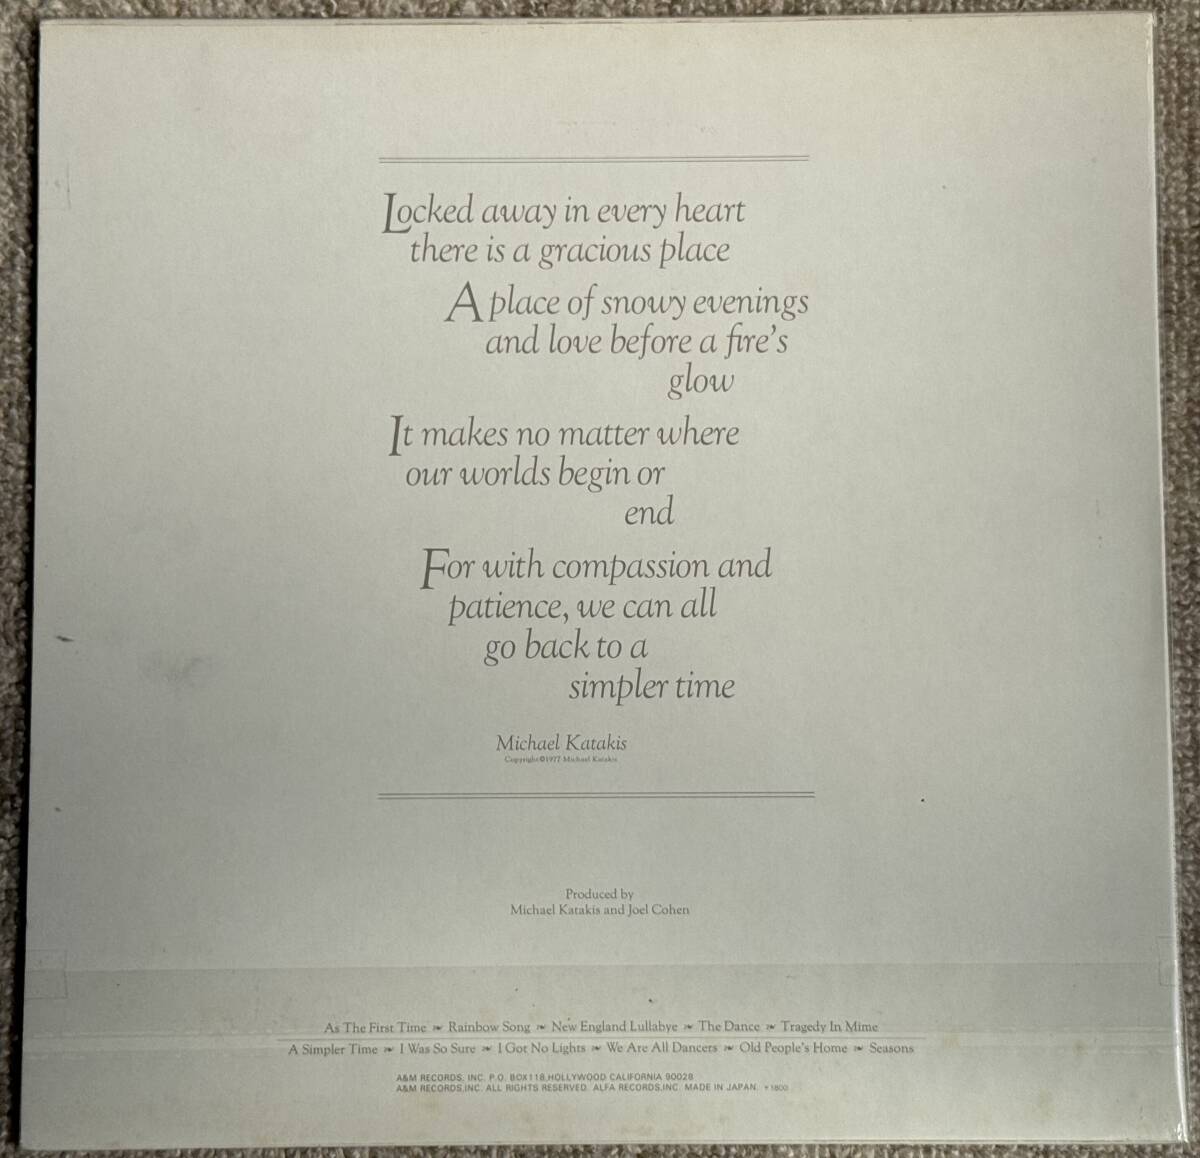 Locked away in every heart
there is a gracious place
A place of snowy evenings
and love before a fire's
glow
It makes no matter where
our worlds begin or
end
For with compassion and
patience, we can all
go back to a
simpler time
Michael Katakis
Copyright©1977 Michael Katakis
Produced by
Michael Katakis and Joel Cohen
As The First Time ❧ Rainbow Song ❧ New England Lullabye ❧ The Dance ❧ Tragedy In Mime
A Simpler Time ❧ I Was So Sure ❧ I Got No Lights ❧ We Are All Dancers ❧ Old People's Home ❧ Seasons
A&M RECORDS, INC. P.O. BOX118,HOLLYWOOD CALIFORNIA 90028
A&M RECORDS,INC. ALL RIGHTS RESERVED. ALFA RECORDS,INC. MADE IN JAPAN. ¥1800